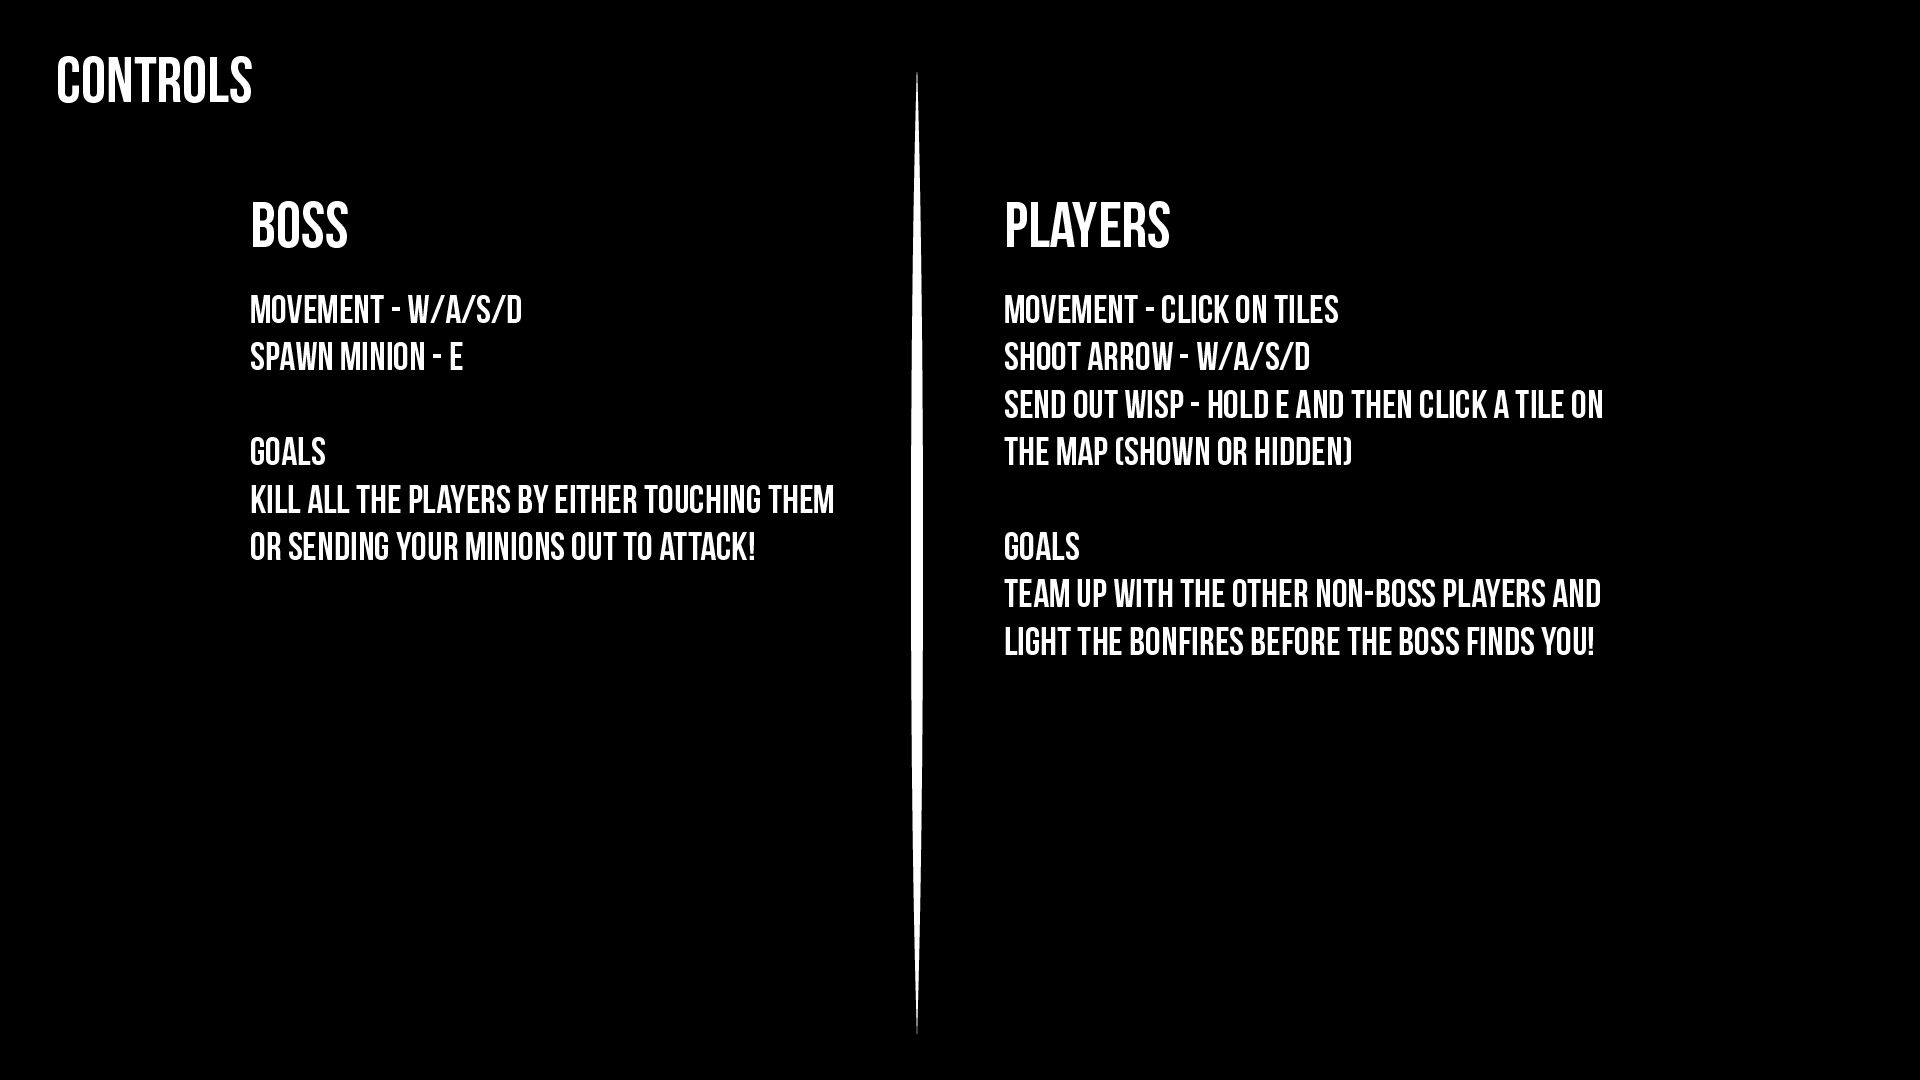 CONTROLS
BOSS
MOVEMENT - W/A/S/D
SPAWN MINION - E
GOALS
KILL ALL THE PLAYERS BY EITHER TOUCHING THEM
OR SENDING YOUR MINIONS OUT TO ATTACK!
PLAYERS
MOVEMENT - CLICK ON TILES
SHOOT ARROW - W/A/S/D
SEND OUT WISP - HOLD E AND THEN CLICK A TILE ON
THE MAP (SHOWN OR HIDDEN)
GOALS
TEAM UP WITH THE OTHER NON-BOSS PLAYERS AND
LIGHT THE BONFIRES BEFORE THE BOSS FINDS YOU!